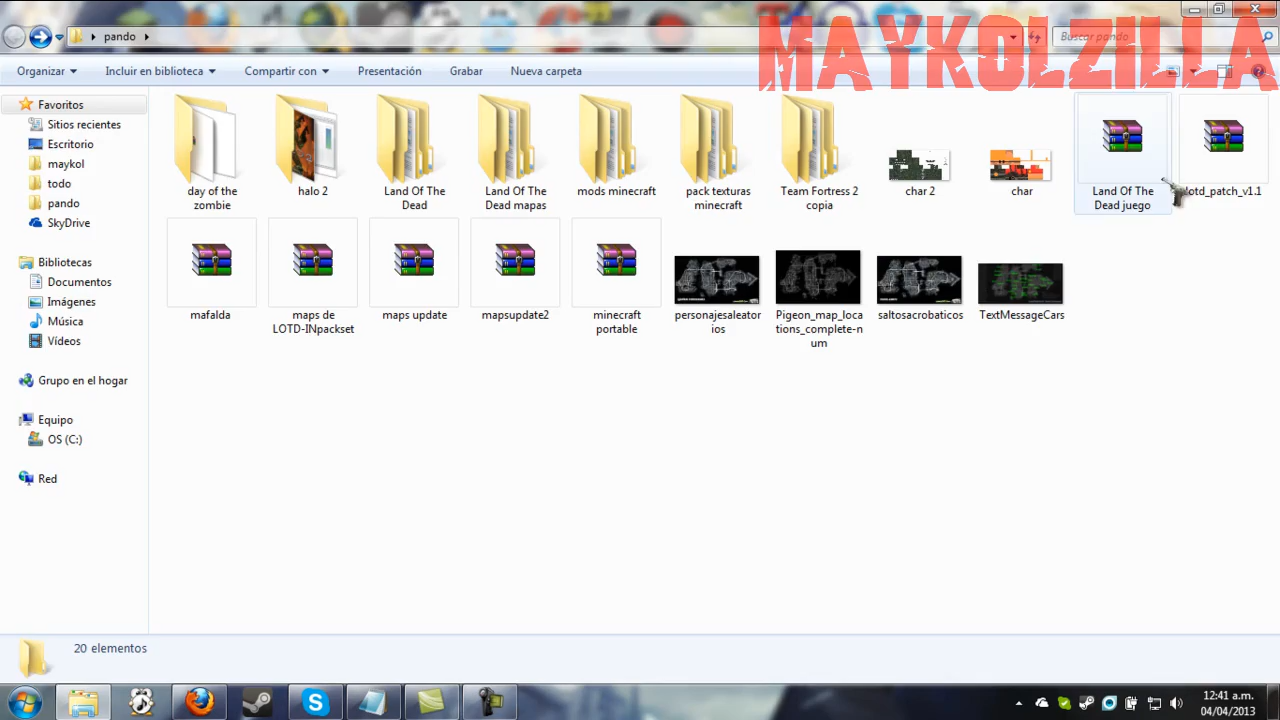 pando
MAYKOLZILLA
Buscar pando
Organizar
Incluir en biblioteca
Compartir con
Presentación
Grabar
Nueva carpeta
Favoritos
Sitios recientes
Escritorio
maykol
todo
pando
SkyDrive
Bibliotecas
Documentos
Imágenes
Música
Vídeos
Grupo en el hogar
Equipo
OS (C:)
Red
day of the
zombie
halo 2
Land Of The
Dead
Land Of The
Dead mapas
mods minecraft
pack texturas
minecraft
Team Fortress 2
copia
char 2
char
Land Of The
Dead juego
lotd_patch_v1.1
mafalda
maps de
LOTD-INpackset
maps update
mapsupdate2
minecraft
portable
personajesaleator
ios
Pigeon_map_loca
tions_complete-n
um
saltosacrobaticos
TextMessageCars
20 elementos
12:41 a.m.
04/04/2013